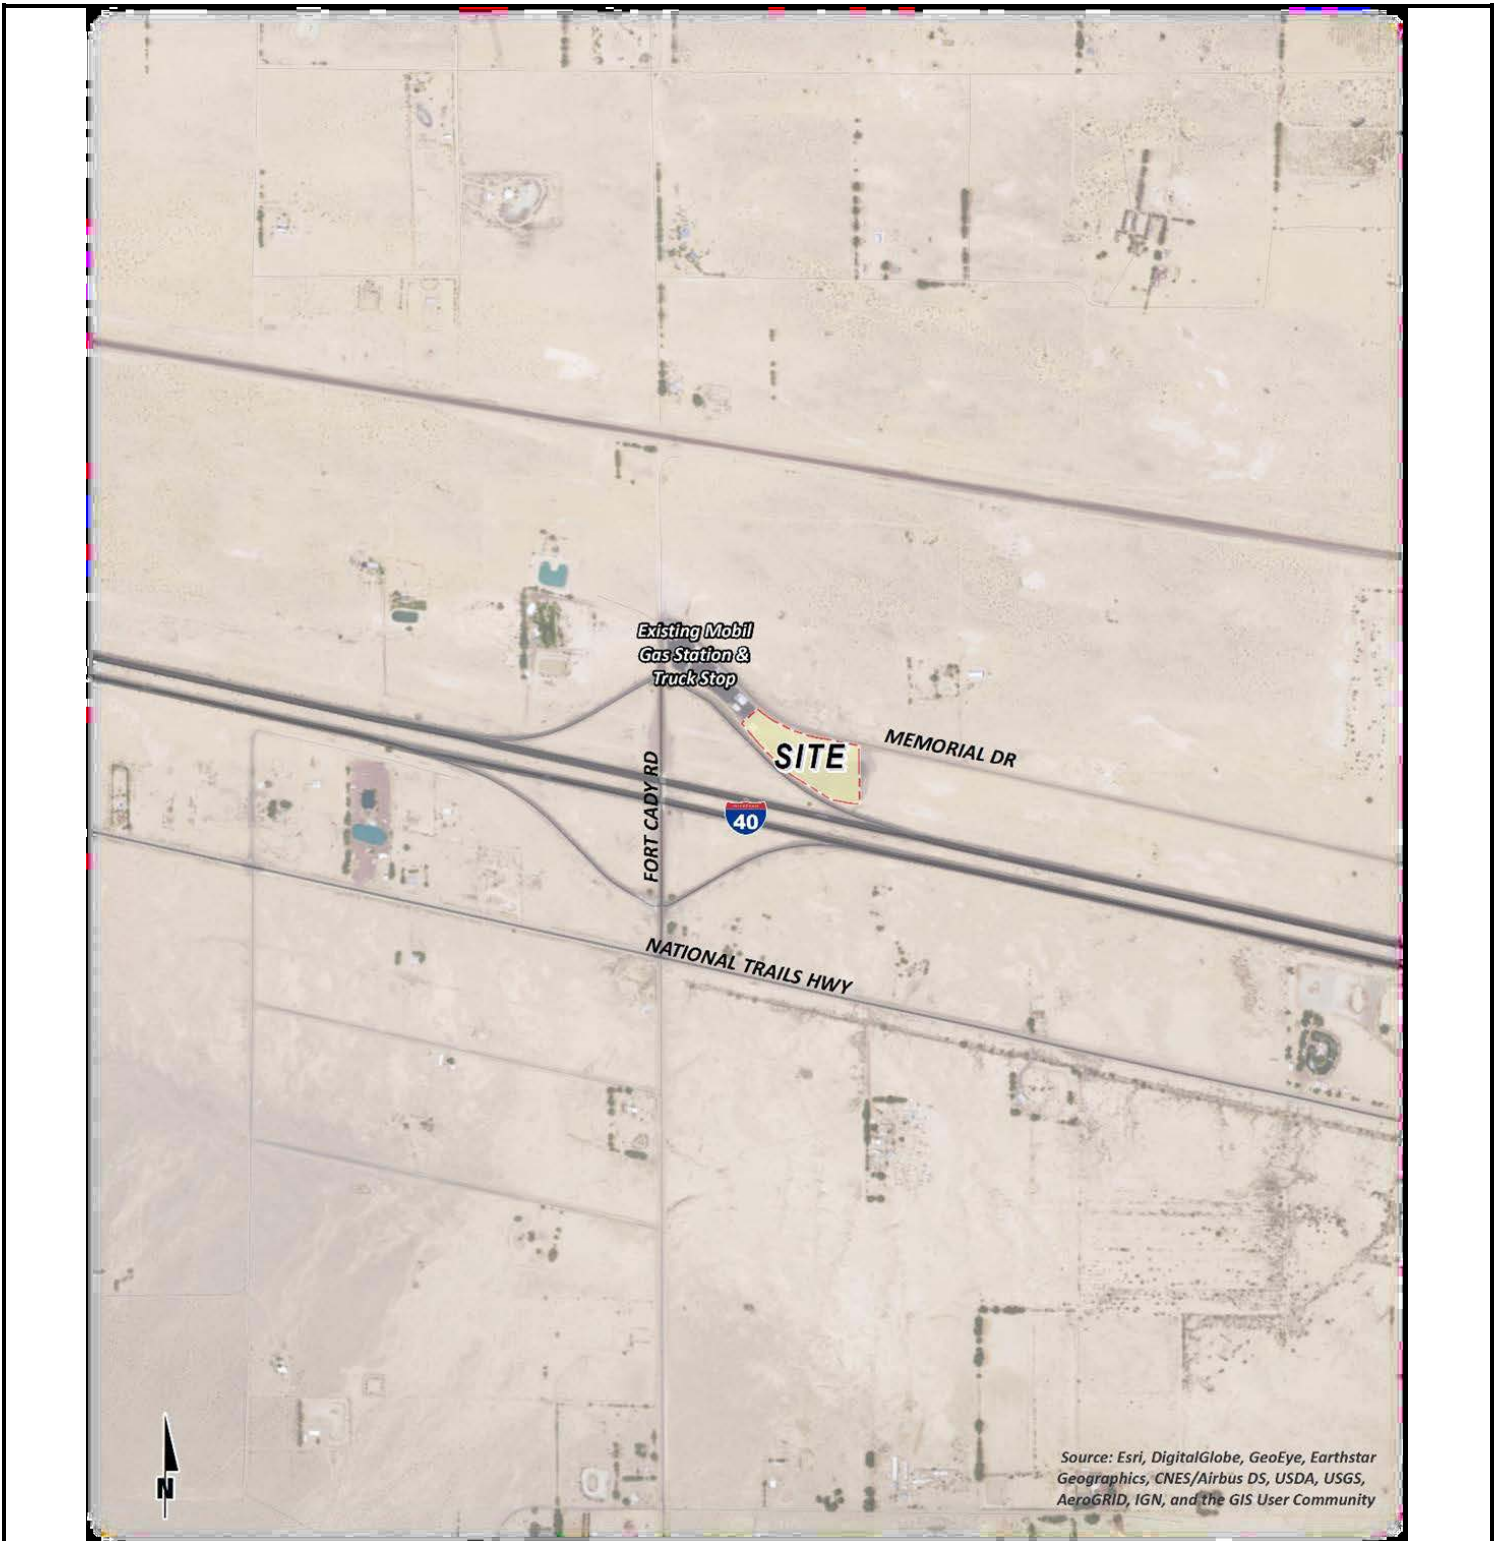 Existing Mobil
Gas Station &
Truck Stop
SITE
MEMORIAL DR
FORT CADY RD
40
NATIONAL TRAILS HWY
N
Source: Esri, DigitalGlobe, GeoEye, Earthstar
Geographics, CNES/Airbus DS, USDA, USGS,
AeroGRID, IGN, and the GIS User Community